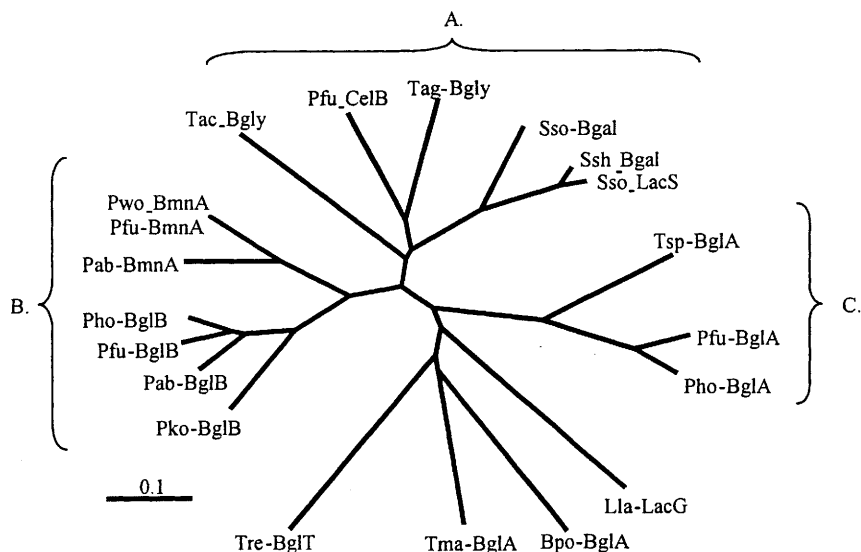 A.
Tag-Bgly
Pfu_CelB
Tac_Bgly
Sso-Bgal
Ssh_Bgal
Sso_LacS
Pwo_BmnA
Pfu-BmnA
Tsp-BglA
Pab-BmnA
B.
C.
Pho-BglB
Pfu-BglB
Pfu-BglA
Pab-BglB
Pho-BglA
Pko-BglB
0.1
Lla-LacG
Tre-BglT
Tma-BglA
Bpo-BglA